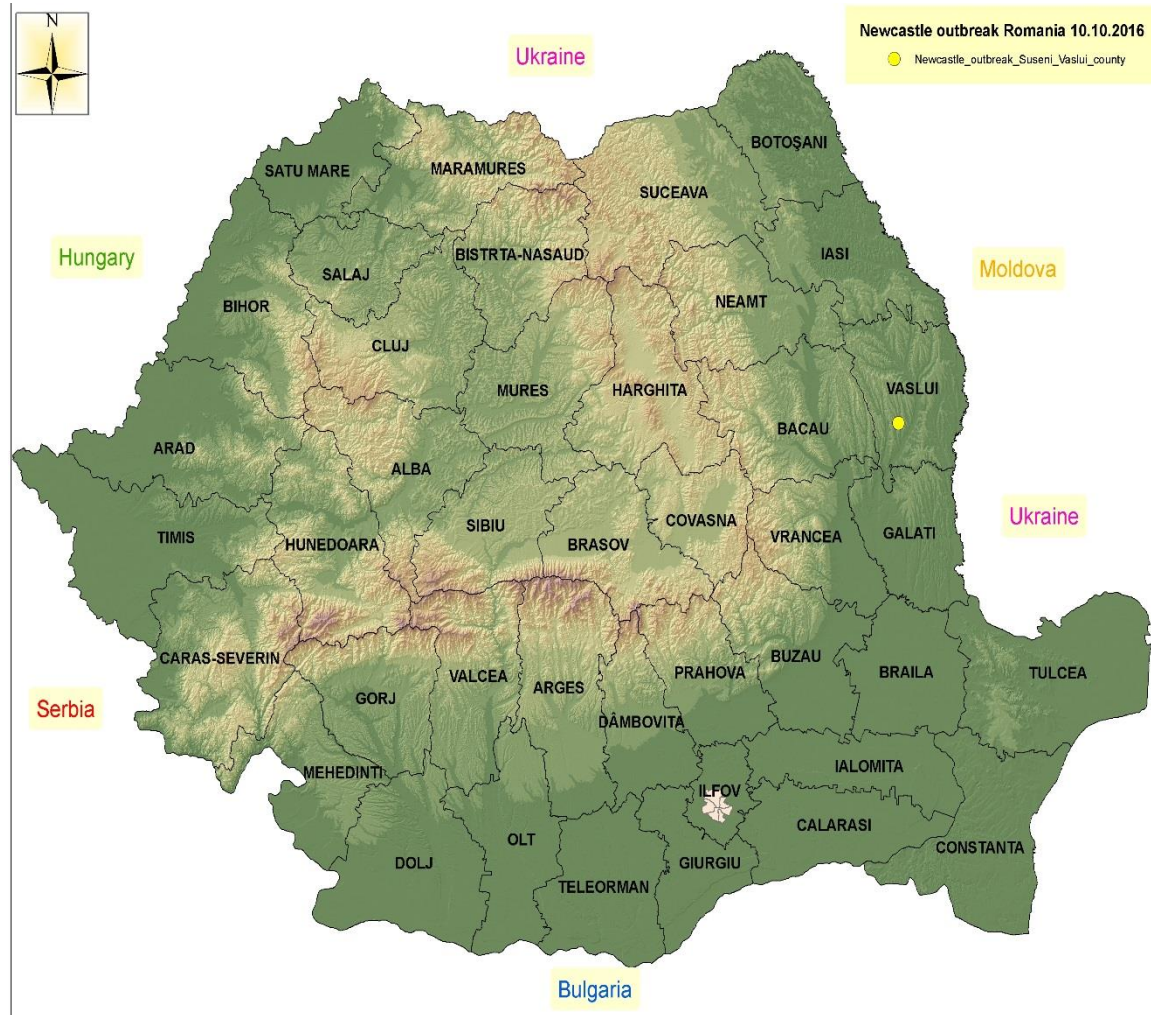 N
Newcastle outbreak Romania 10.10.2016
Newcastle_outbreak_Suseni_Vaslui_county
Ukraine
BOTOŞANI
SATU MARE
MARAMURES
SUCEAVA
Hungary
BISTRTA-NASAUD
IASI
Moldova
SALAJ
NEAMT
BIHOR
CLUJ
MURES
HARGHITA
VASLUI
BACAU
ARAD
ALBA
SIBIU
COVASNA
Ukraine
TIMIS
HUNEDOARA
BRASOV
VRANCEA
GALATI
CARAS-SEVERIN
BUZAU
VALCEA
PRAHOVA
BRAILA
TULCEA
GORJ
ARGES
Serbia
DÂMBOVITA
MEHEDINTI
IALOMITA
ILFOV
CALARASI
OLT
CONSTANTA
DOLJ
GIURGIU
TELEORMAN
Bulgaria